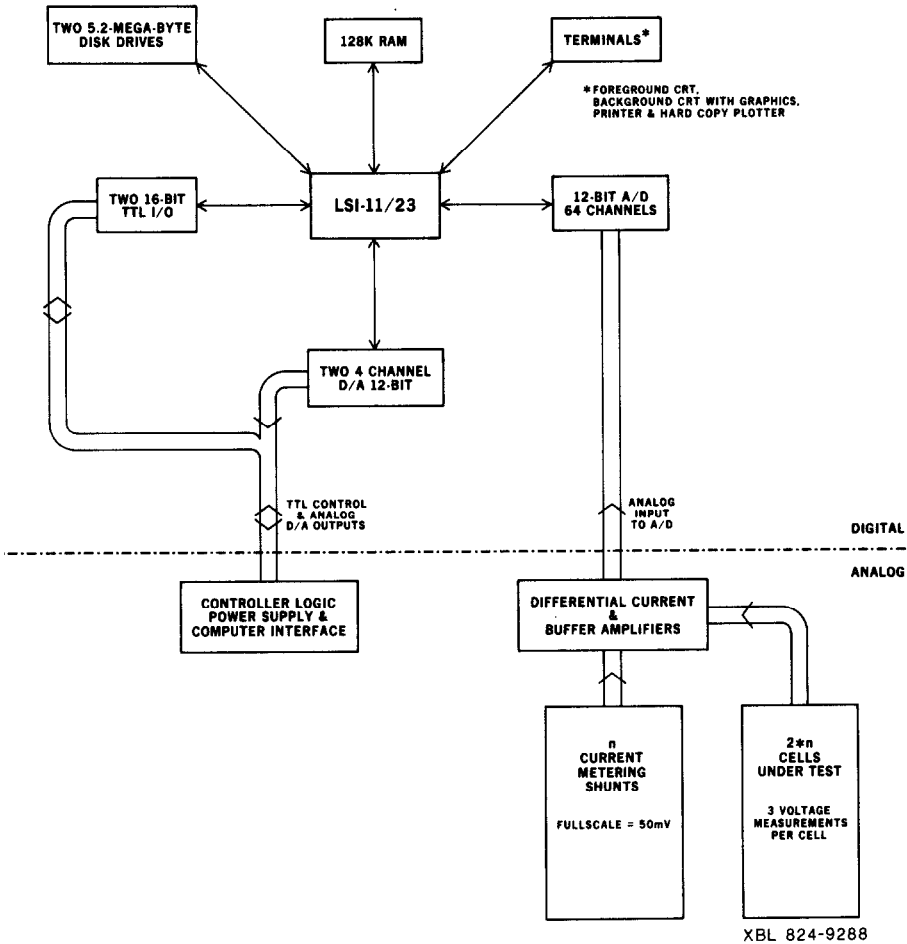 TWO 5.2-MEGA-BYTE
DISK DRIVES
128K RAM
TERMINALS*
*FOREGROUND CRT,
BACKGROUND CRT WITH GRAPHICS,
PRINTER & HARD COPY PLOTTER
TWO 16-BIT
TTL I/O
LSI-11/23
12-BIT A/D
64 CHANNELS
TWO 4 CHANNEL
D/A 12-BIT
TTL CONTROL
& ANALOG
D/A OUTPUTS
ANALOG
INPUT
TO A/D
DIGITAL
ANALOG
CONTROLLER LOGIC
POWER SUPPLY &
COMPUTER INTERFACE
DIFFERENTIAL CURRENT
&
BUFFER AMPLIFIERS
n
CURRENT
METERING
SHUNTS
FULLSCALE = 50mV
2*n
CELLS
UNDER TEST
3 VOLTAGE
MEASUREMENTS
PER CELL
XBL 824-9288